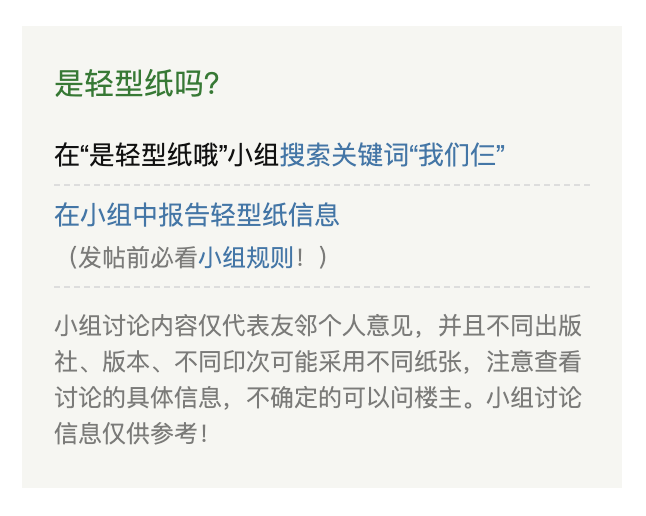 是轻型纸吗?
在“是轻型纸哦”小组搜索关键词“我们仨”
在小组中报告轻型纸信息
（发帖前必看小组规则！）
小组讨论内容仅代表友邻个人意见，并且不同出版
社、版本、不同印次可能采用不同纸张，注意查看
讨论的具体信息，不确定的可以问楼主。小组讨论
信息仅供参考！